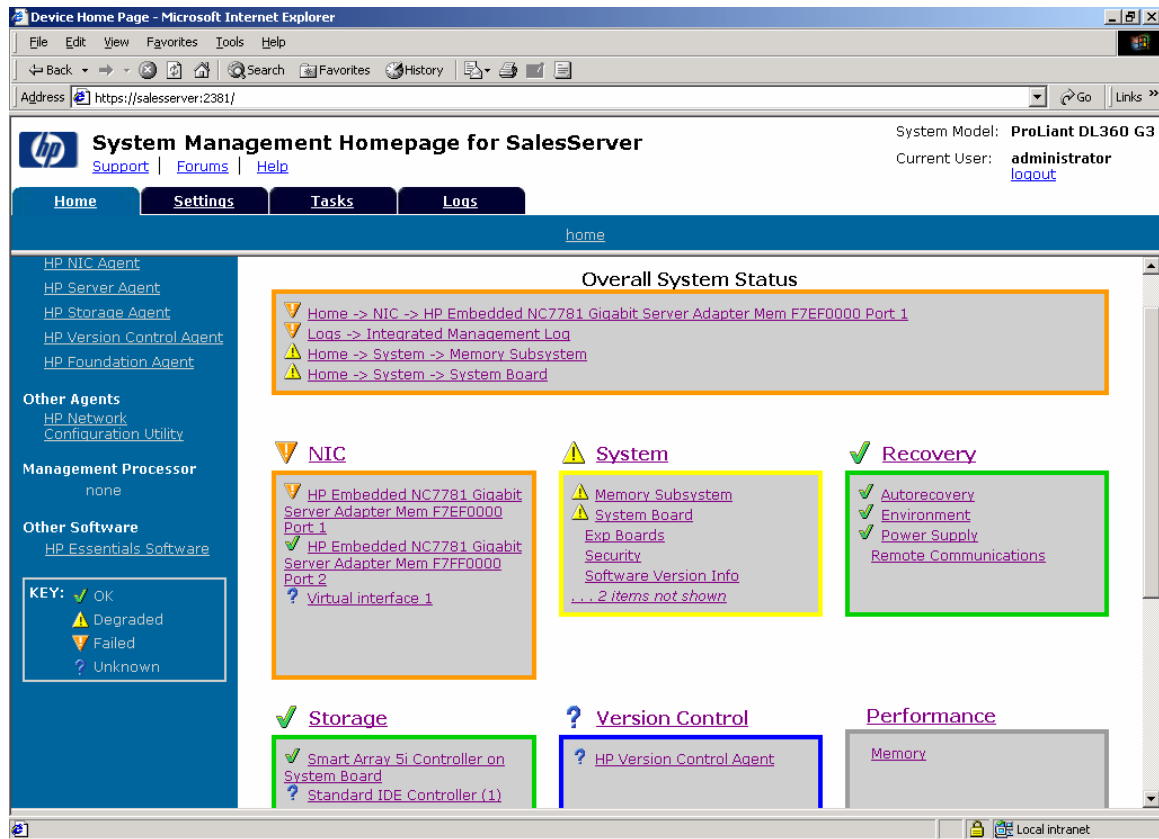 Device Home Page - Microsoft Internet Explorer
File Edit View Favorites Tools Help
Back Search Favorites History
Address https://salesserver:2381/ Go Links »
hp
System Management Homepage for SalesServer
Support | Forums | Help
System Model: ProLiant DL360 G3
Current User: administrator
logout
Home Settings Tasks Logs
home
HP NIC Agent
HP Server Agent
HP Storage Agent
HP Version Control Agent
HP Foundation Agent
Other Agents
HP Network
Configuration Utility
Management Processor
none
Other Software
HP Essentials Software
KEY: OK
Degraded
Failed
? Unknown
Overall System Status
Home -> NIC -> HP Embedded NC7781 Gigabit Server Adapter Mem F7EF0000 Port 1
Logs -> Integrated Management Log
Home -> System -> Memory Subsystem
Home -> System -> System Board
NIC
HP Embedded NC7781 Gigabit
Server Adapter Mem F7EF0000
Port 1
HP Embedded NC7781 Gigabit
Server Adapter Mem F7FF0000
Port 2
? Virtual interface 1
System
Memory Subsystem
System Board
Exp Boards
Security
Software Version Info
. . . 2 items not shown
Recovery
Autorecovery
Environment
Power Supply
Remote Communications
Storage
Smart Array 5i Controller on
System Board
? Standard IDE Controller (1)
? Version Control
? HP Version Control Agent
Performance
Memory
Local intranet